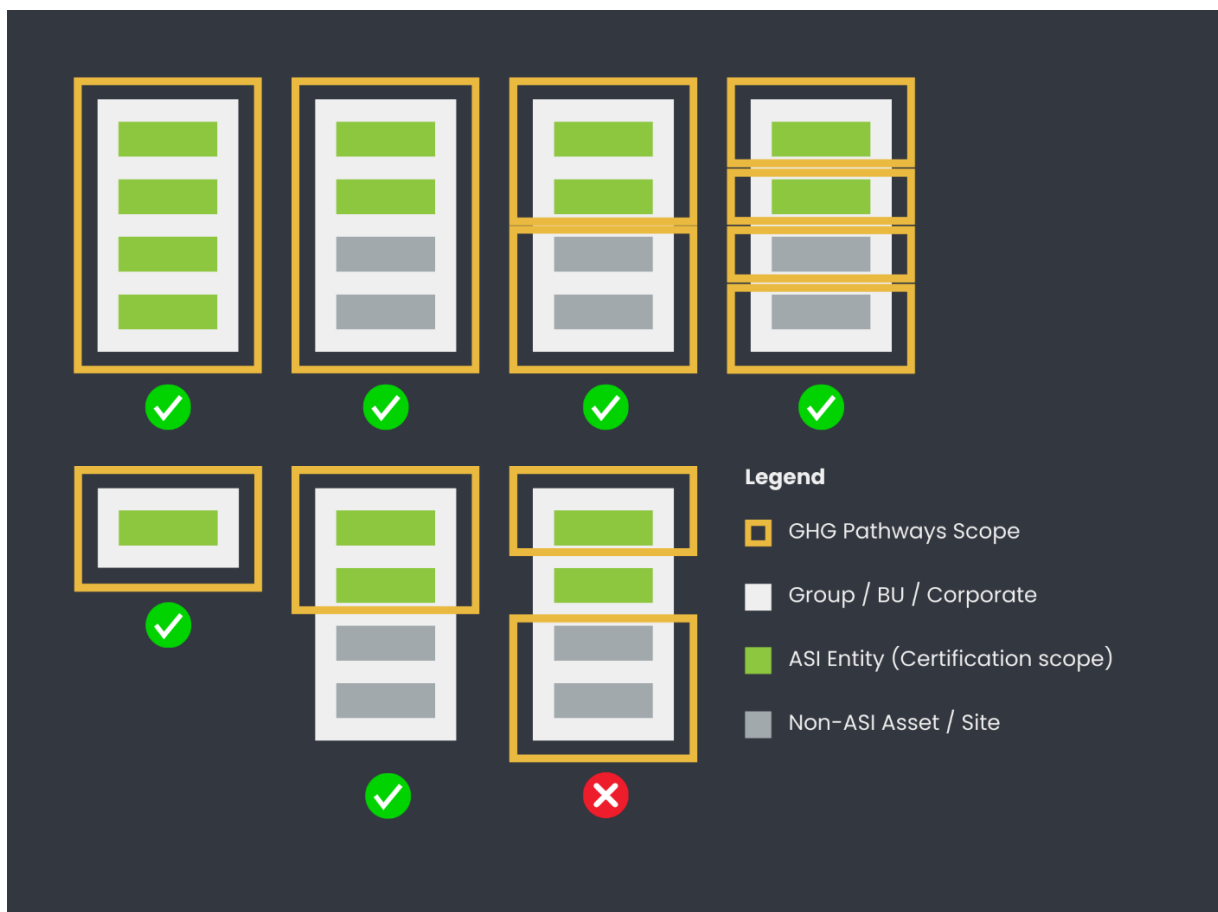 Legend
GHG Pathways Scope
Group / BU / Corporate
ASI Entity (Certification scope)
Non-ASI Asset / Site